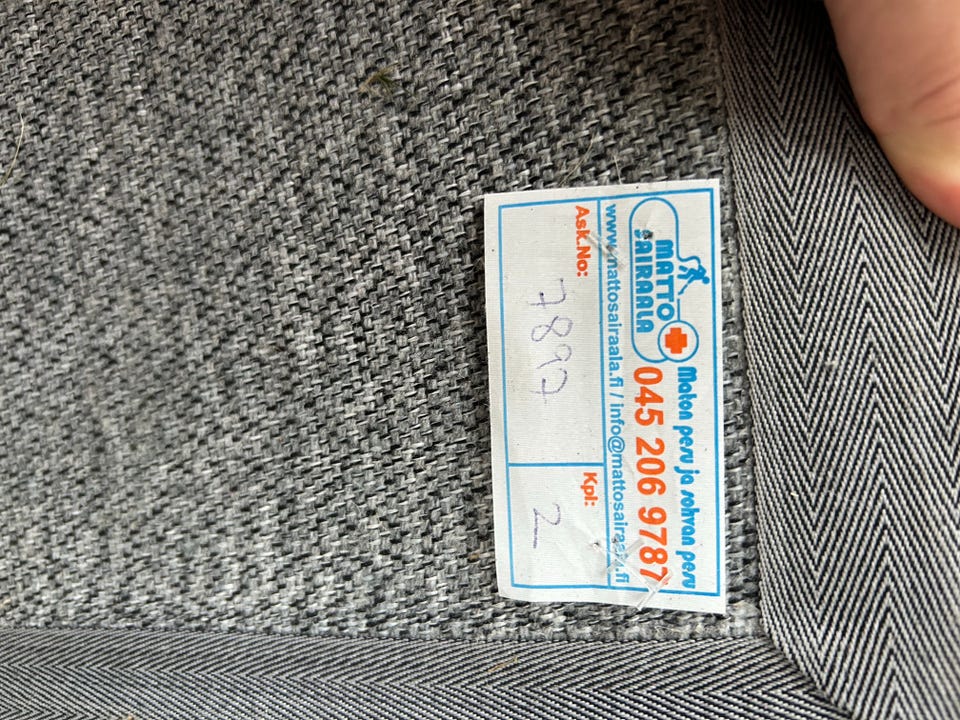 MATTO
SAIRAALA
Maton pesu ja sohvan pesu
045 206 9787
www.mattosairaala.fi / info@mattosairaala.fi
Ask.No: 7897
Kpl: 2